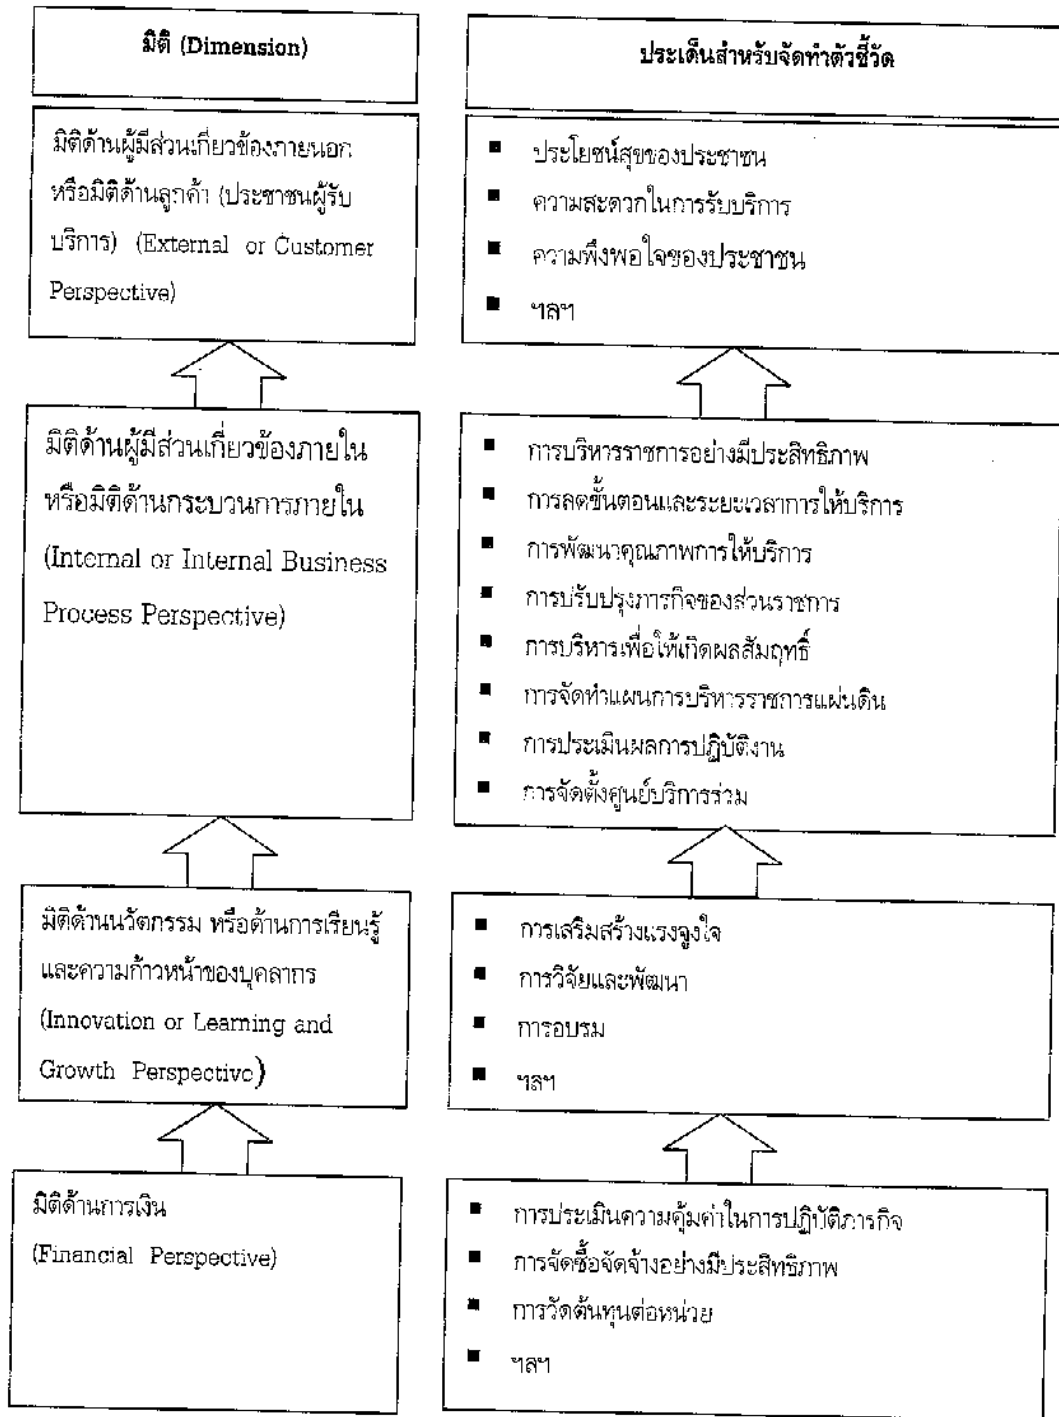 มิติ (Dimension)
ประเด็นสำหรับจัดทำตัวชี้วัด
มิติด้านผู้มีส่วนเกี่ยวข้องภายนอก
หรือมิติด้านลูกค้า (ประชาชนผู้รับ
บริการ) (External or Customer
Perspective)
■ ประโยชน์สุขของประชาชน
■ ความสะดวกในการรับบริการ
■ ความพึงพอใจของประชาชน
■ ฯลฯ
มิติด้านผู้มีส่วนเกี่ยวข้องภายใน
หรือมิติด้านกระบวนการภายใน
(Internal or Internal Business
Process Perspective)
■ การบริหารราชการอย่างมีประสิทธิภาพ
■ การลดขั้นตอนและระยะเวลาการให้บริการ
■ การพัฒนาคุณภาพการให้บริการ
■ การปรับปรุงภารกิจของส่วนราชการ
■ การบริหารเพื่อให้เกิดผลสัมฤทธิ์
■ การจัดทำแผนการบริหารราชการแผ่นดิน
■ การประเมินผลการปฏิบัติงาน
■ การจัดตั้งศูนย์บริการร่วม
มิติด้านนวัตกรรม หรือด้านการเรียนรู้
และความก้าวหน้าของบุคลากร
(Innovation or Learning and
Growth Perspective)
■ การเสริมสร้างแรงจูงใจ
■ การวิจัยและพัฒนา
■ การอบรม
■ ฯลฯ
มิติด้านการเงิน
(Financial Perspective)
■ การประเมินความคุ้มค่าในการปฏิบัติภารกิจ
■ การจัดซื้อจัดจ้างอย่างมีประสิทธิภาพ
■ การวัดต้นทุนต่อหน่วย
■ ฯลฯ